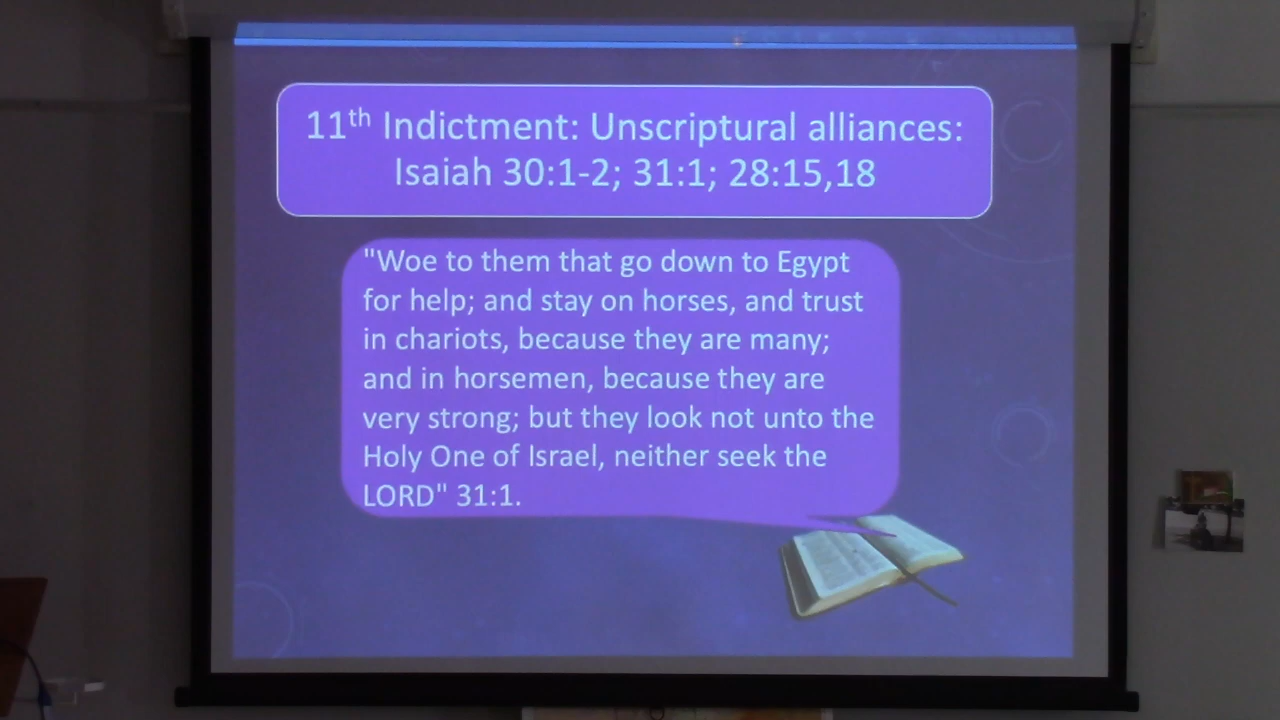 11th Indictment: Unscriptural alliances:
Isaiah 30:1-2; 31:1; 28:15,18
"Woe to them that go down to Egypt
for help; and stay on horses, and trust
in chariots, because they are many;
and in horsemen, because they are
very strong; but they look not unto the
Holy One of Israel, neither seek the
LORD" 31:1.